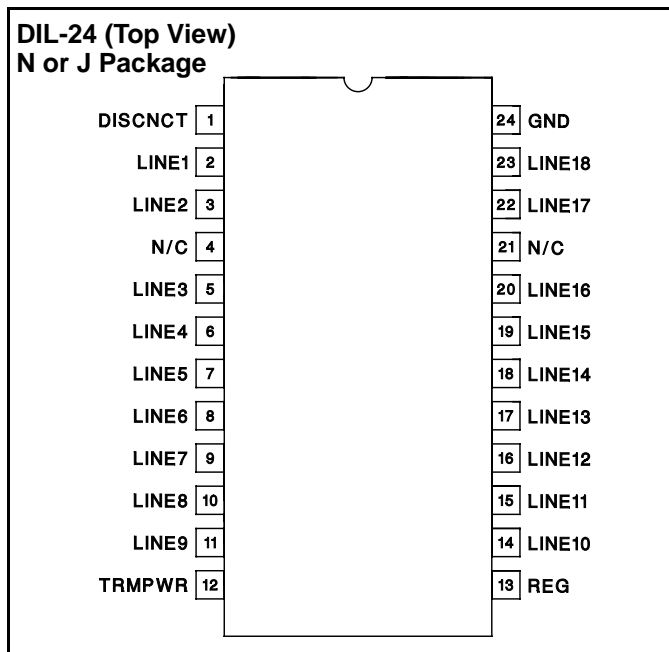 DIL-24 (Top View)
N or J Package
DISCNCT 1 24 GND
LINE1 2 23 LINE18
LINE2 3 22 LINE17
N/C 4 21 N/C
LINE3 5 20 LINE16
LINE4 6 19 LINE15
LINE5 7 18 LINE14
LINE6 8 17 LINE13
LINE7 9 16 LINE12
LINE8 10 15 LINE11
LINE9 11 14 LINE10
TRMPWR 12 13 REG